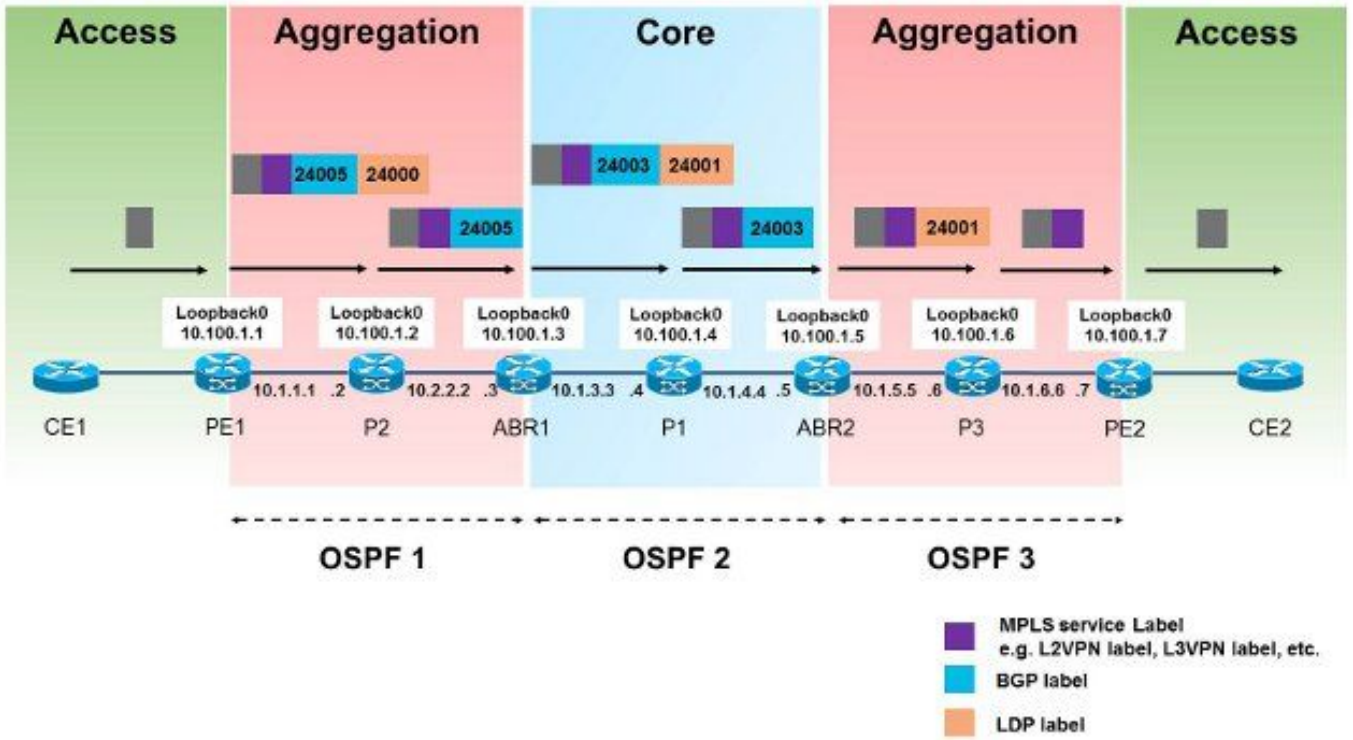 Access
Aggregation
Core
Aggregation
Access
24005
24000
24003
24001
24005
24003
24001
Loopback0
10.100.1.1
Loopback0
10.100.1.2
Loopback0
10.100.1.3
Loopback0
10.100.1.4
Loopback0
10.100.1.5
Loopback0
10.100.1.6
Loopback0
10.100.1.7
10.1.1.1 .2
10.2.2.2 .3
10.1.3.3 .4
10.1.4.4 .5
10.1.5.5 .6
10.1.6.6 .7
CE1
PE1
P2
ABR1
P1
ABR2
P3
PE2
CE2
OSPF 1
OSPF 2
OSPF 3
MPLS service Label
e.g. L2VPN label, L3VPN label, etc.
BGP label
LDP label